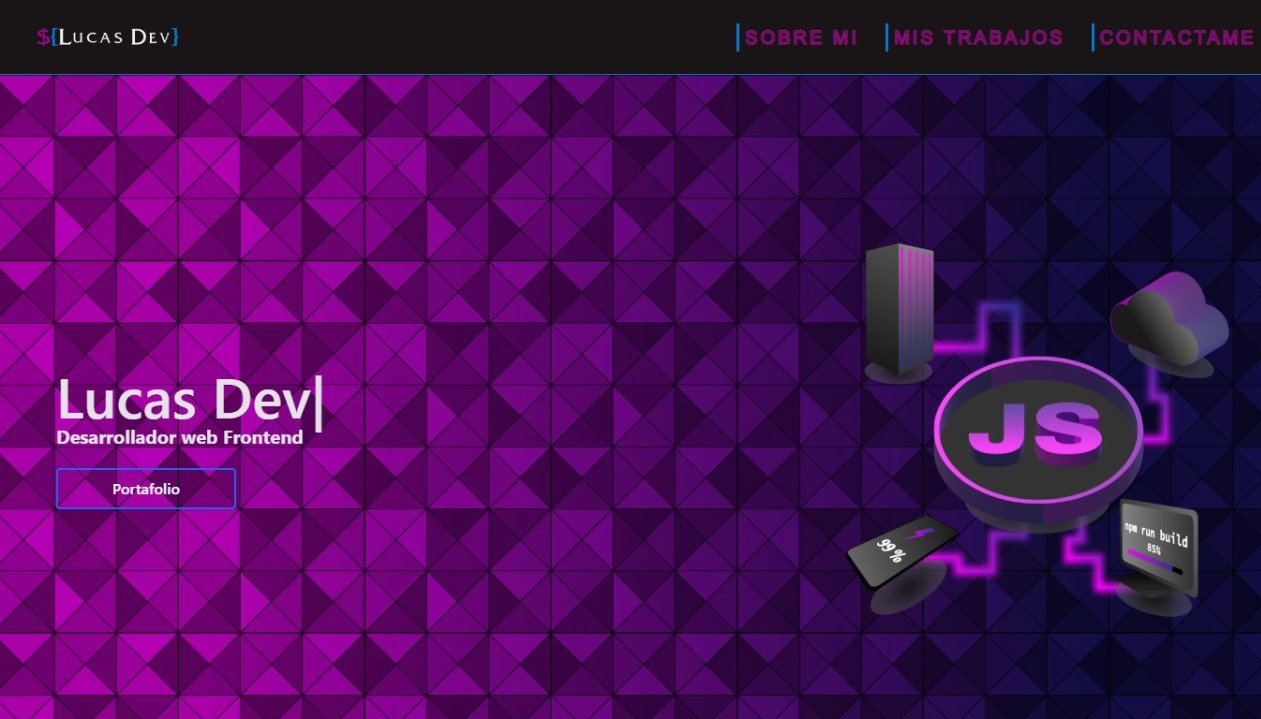 ${LUCAS DEV}
SOBRE MI
MIS TRABAJOS
CONTACTAME
Lucas Dev|
Desarrollador web Frontend
Portafolio
JS
npm run build
85%
99%